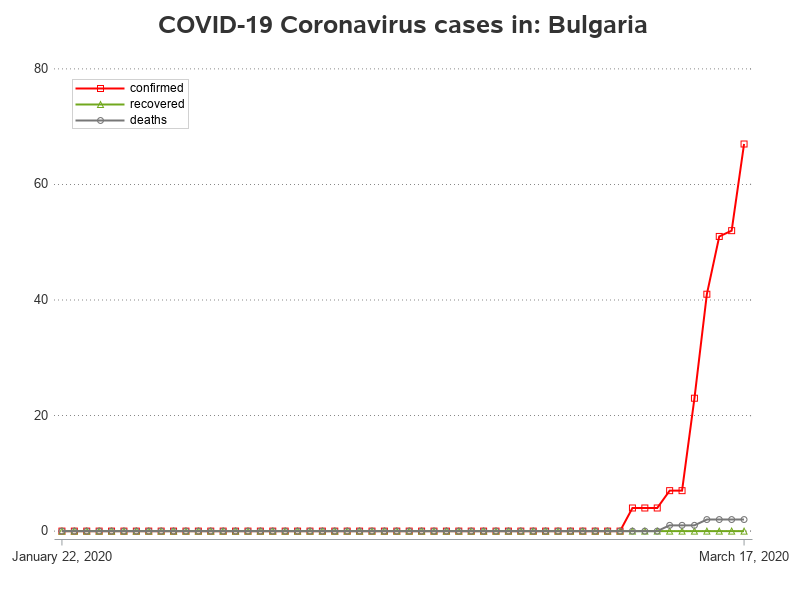 COVID-19 Coronavirus cases in: Bulgaria
80
confirmed
recovered
deaths
60
40
20
0
January 22, 2020
March 17, 2020